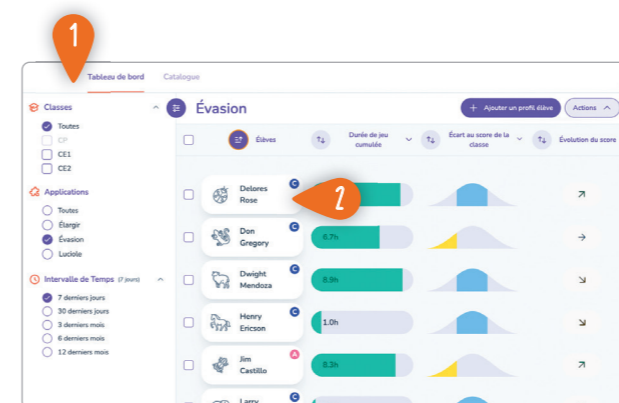 1
Tableau de bord Catalogue
Classes
Toutes
CP
CE1
CE2
Applications
Toutes
Élargir
Évasion
Luciole
Intervalle de Temps (7 jours)
7 derniers jours
30 derniers jours
3 derniers mois
6 derniers mois
12 derniers mois
Évasion
+ Ajouter un profil élève
Actions
Élèves
Durée de jeu
cumulée
Écart au score de la
classe
Évolution du score
Delores
Rose
C
2
Don
Gregory
C
6.7h
Dwight
Mendoza
C
8.9h
Henry
Ericson
C
1.0h
Jim
Castillo
A
8.3h
Larry
C